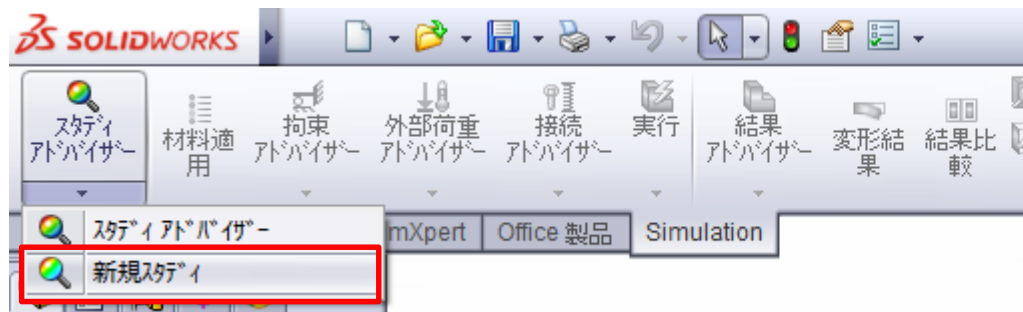 SOLIDWORKS
ｽﾀﾃﾞｨ
ｱﾄﾞﾊﾞｲｻﾞｰ
材料適
用
拘束
ｱﾄﾞﾊﾞｲｻﾞｰ
外部荷重
ｱﾄﾞﾊﾞｲｻﾞｰ
接続
ｱﾄﾞﾊﾞｲｻﾞｰ
実行
結果
ｱﾄﾞﾊﾞｲｻﾞｰ
変形結
果
結果比
較
ｽﾀﾃﾞｨ ｱﾄﾞﾊﾞｲｻﾞｰ
新規ｽﾀﾃﾞｨ
mXpert
Office 製品
Simulation